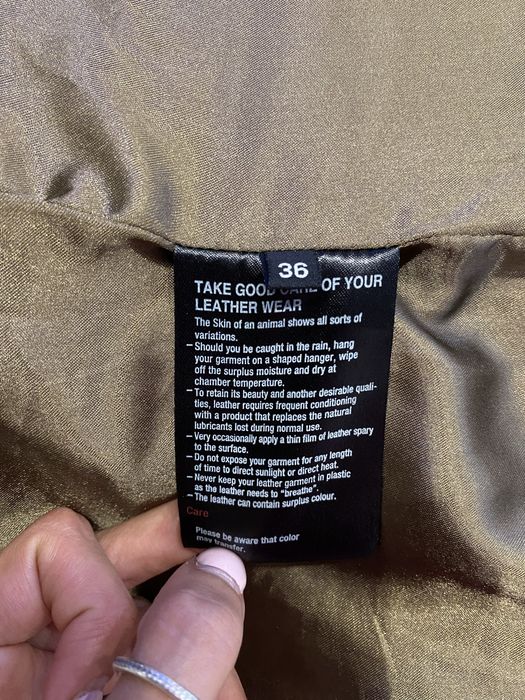 36
TAKE GOOD CARE OF YOUR
LEATHER WEAR
The Skin of an animal shows all sorts of
variations.
– Should you be caught in the rain, hang
your garment on a shaped hanger, wipe
off the surplus moisture and dry at
chamber temperature.
– To retain its beauty and another desirable quali-
ties, leather requires frequent conditioning
with a product that replaces the natural
lubricants lost during normal use.
– Very occasionally apply a thin film of leather spary
to the surface.
– Do not expose your garment for any length
of time to direct sunlight or direct heat.
– Never keep your leather garment in plastic
as the leather needs to "breathe".
– The leather can contain surplus colour.
Care
Please be aware that color
may transfer.